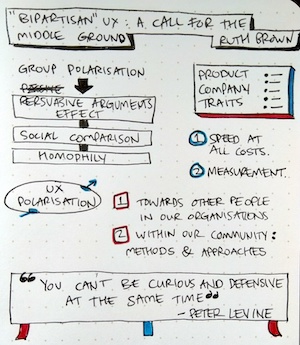 "BIPARTISAN" UX: A CALL FOR THE
MIDDLE GROUND
RUTH BROWN
GROUP POLARISATION
PERSUASIVE ARGUMENTS
EFFECT
SOCIAL COMPARISON
HOMOPHILY
UX
POLARISATION
PRODUCT
COMPANY
TRAITS
1 SPEED AT
ALL COSTS.
2 MEASUREMENT.
1 TOWARDS OTHER PEOPLE
IN OUR ORGANISATIONS
2 WITHIN OUR COMMUNITY:
METHODS & APPROACHES
"YOU CAN'T BE CURIOUS AND DEFENSIVE
AT THE SAME TIME"
- PETER LEVINE